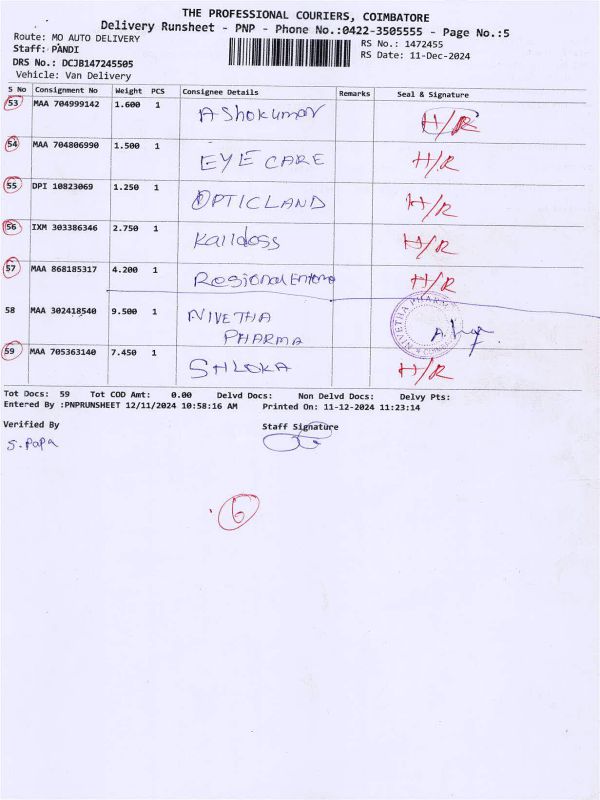 THE PROFESSIONAL COURIERS, COIMBATORE
Delivery Runsheet - PNP - Phone No.:0422-3505555 - Page No.:5
Route: MO AUTO DELIVERY
RS No.: 1472455
Staff: PANDI
RS Date: 11-Dec-2024
DRS No.: DCJB147245505
Vehicle: Van Delivery
S No Consignment No Weight PCS Consignee Details Remarks Seal & Signature
53 MAA 704999142 1.600 1 AShokumar H/R
54 MAA 704806990 1.500 1 EYE CARE H/R
55 DPI 10823069 1.250 1 OPTICLAND H/R
56 IXM 303386346 2.750 1 Kalidoss H/R
57 MAA 868185317 4.200 1 Regional H/R
58 MAA 302418540 9.500 1 NIVETHA PHARMA
NIVETHA PHARMA
59 MAA 705363140 7.450 1 SHLOKA H/R
Tot Docs: 59 Tot COD Amt: 0.00 Delvd Docs: Non Delvd Docs: Delvy Pts:
Entered By :PNPRUNSHEET 12/11/2024 10:58:16 AM Printed On: 11-12-2024 11:23:14
Verified By Staff Signature
S. Papa
6